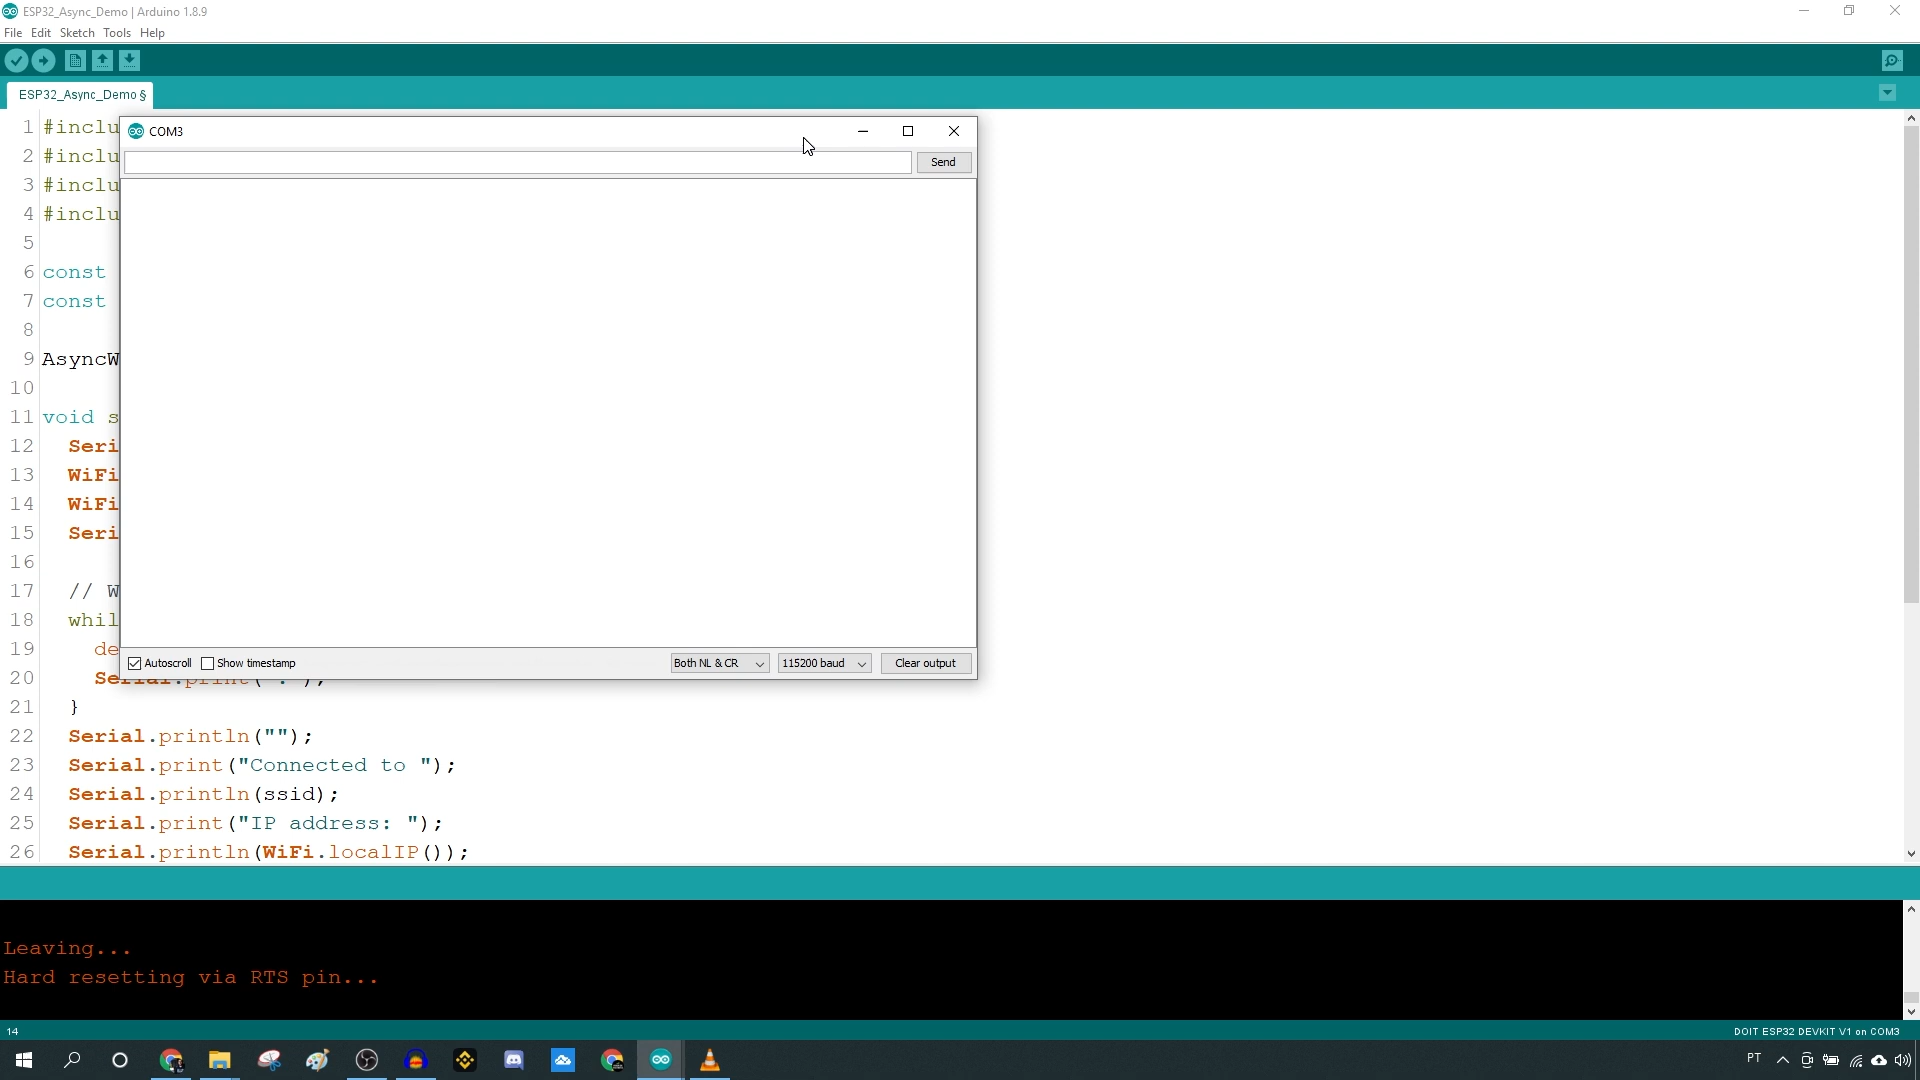 ESP32_Async_Demo | Arduino 1.8.9
File Edit Sketch Tools Help
ESP32_Async_Demo §
COM3
Send
1 #inclu
2 #inclu
3 #inclu
4 #inclu
5
6 const
7 const
8
9 AsyncW
10
11 void s
12 Seri
13 WiFi
14 WiFi
15 Seri
16
17 // W
18 whil
19 de
20 Serial.print(".");
21 }
22 Serial.println("");
23 Serial.print("Connected to ");
24 Serial.println(ssid);
25 Serial.print("IP address: ");
26 Serial.println(WiFi.localIP());
Autoscroll Show timestamp Both NL & CR 115200 baud Clear output
Leaving...
Hard resetting via RTS pin...
14 DOIT ESP32 DEVKIT V1 on COM3
PT